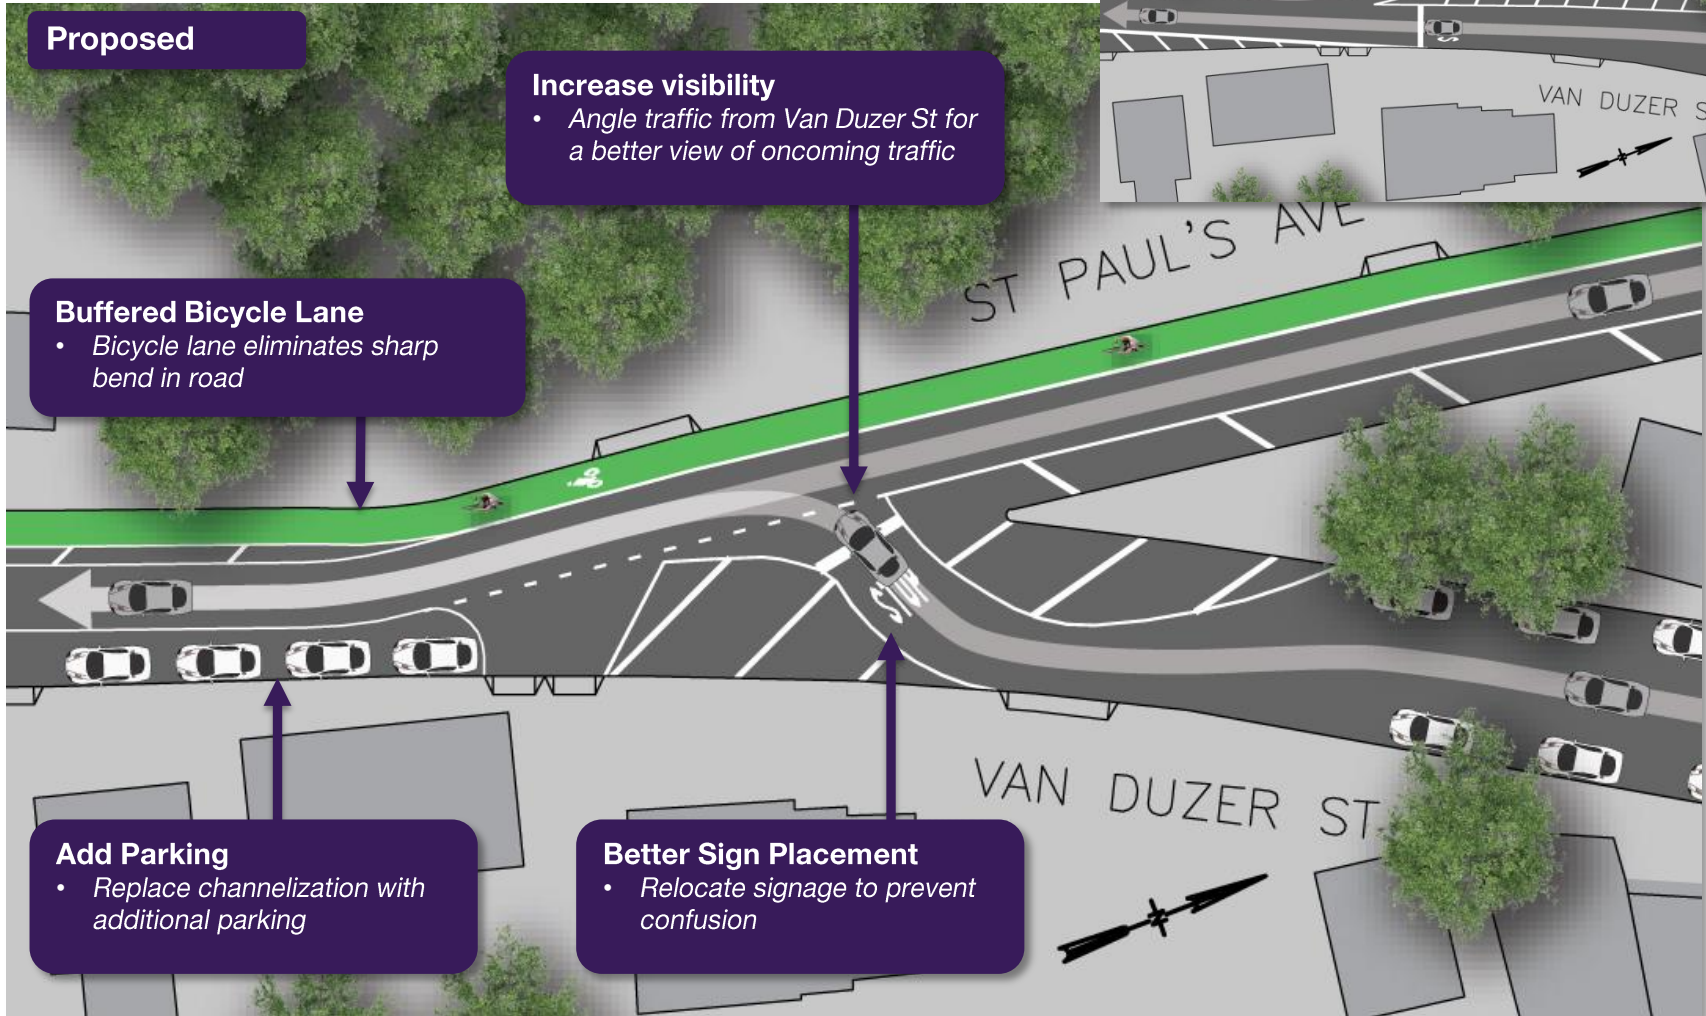 Proposed
Increase visibility
• Angle traffic from Van Duzer St for
a better view of oncoming traffic
VAN DUZER S
ST PAUL'S AVE
Buffered Bicycle Lane
• Bicycle lane eliminates sharp
bend in road
STOP
VAN DUZER ST
Add Parking
• Replace channelization with
additional parking
Better Sign Placement
• Relocate signage to prevent
confusion